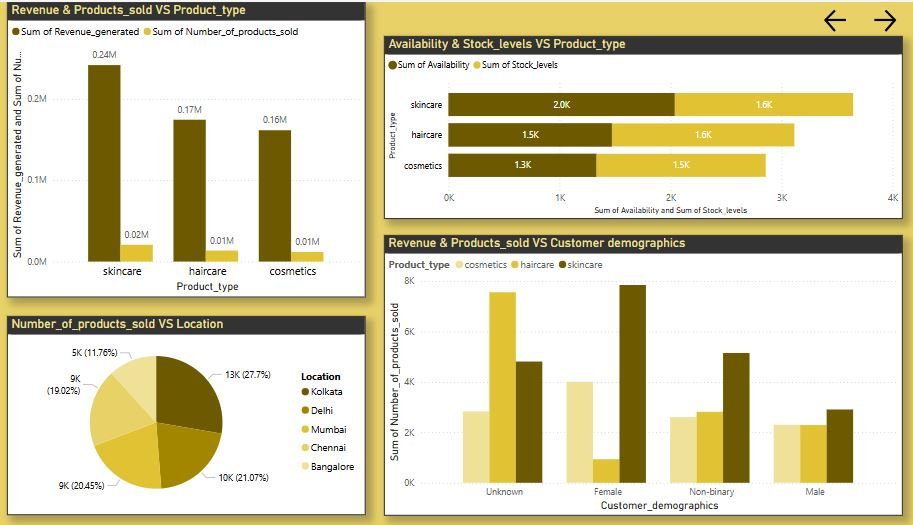 Revenue & Products_sold VS Product_type
Sum of Revenue_generated Sum of Number_of_products_sold
Sum of Revenue_generated and Sum of Nu...
0.2M
0.1M
0.0M
0.24M
0.02M
0.17M
0.01M
0.16M
0.01M
skincare haircare cosmetics
Product_type
Availability & Stock_levels VS Product_type
Sum of Availability Sum of Stock_levels
Product_type
skincare 2.0K 1.6K
haircare 1.5K 1.6K
cosmetics 1.3K 1.5K
0K 1K 2K 3K 4K
Sum of Availability and Sum of Stock_levels
Number_of_products_sold VS Location
5K (11.76%)
13K (27.7%)
9K
(19.02%)
9K (20.45%)
10K (21.07%)
Location
Kolkata
Delhi
Mumbai
Chennai
Bangalore
Revenue & Products_sold VS Customer demographics
Product_type cosmetics haircare skincare
Sum of Number_of_products_sold
8K
6K
4K
2K
0K
Unknown Female Non-binary Male
Customer_demographics